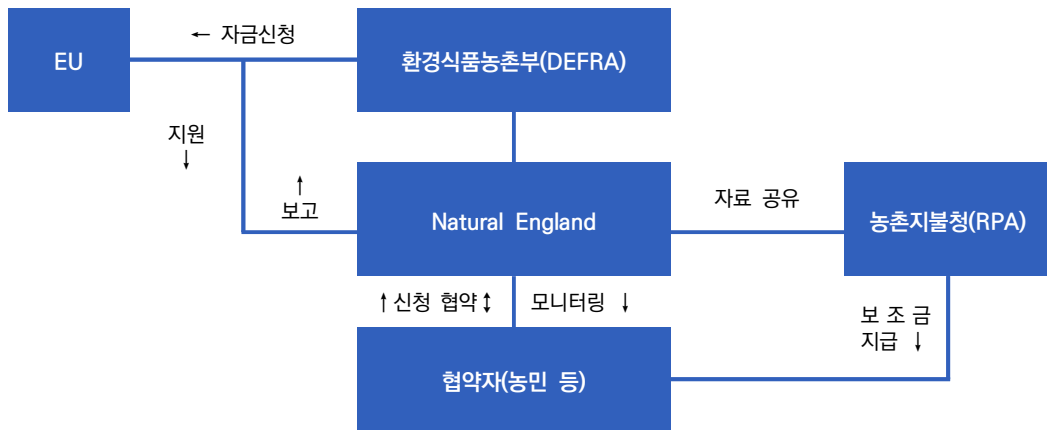 ← 자금신청
EU
환경식품농촌부(DEFRA)
지원
↓
↑
보고
Natural England
자료 공유
농촌지불청(RPA)
↑신청 협약↕
모니터링 ↓
보 조 금
지급 ↓
협약자(농민 등)